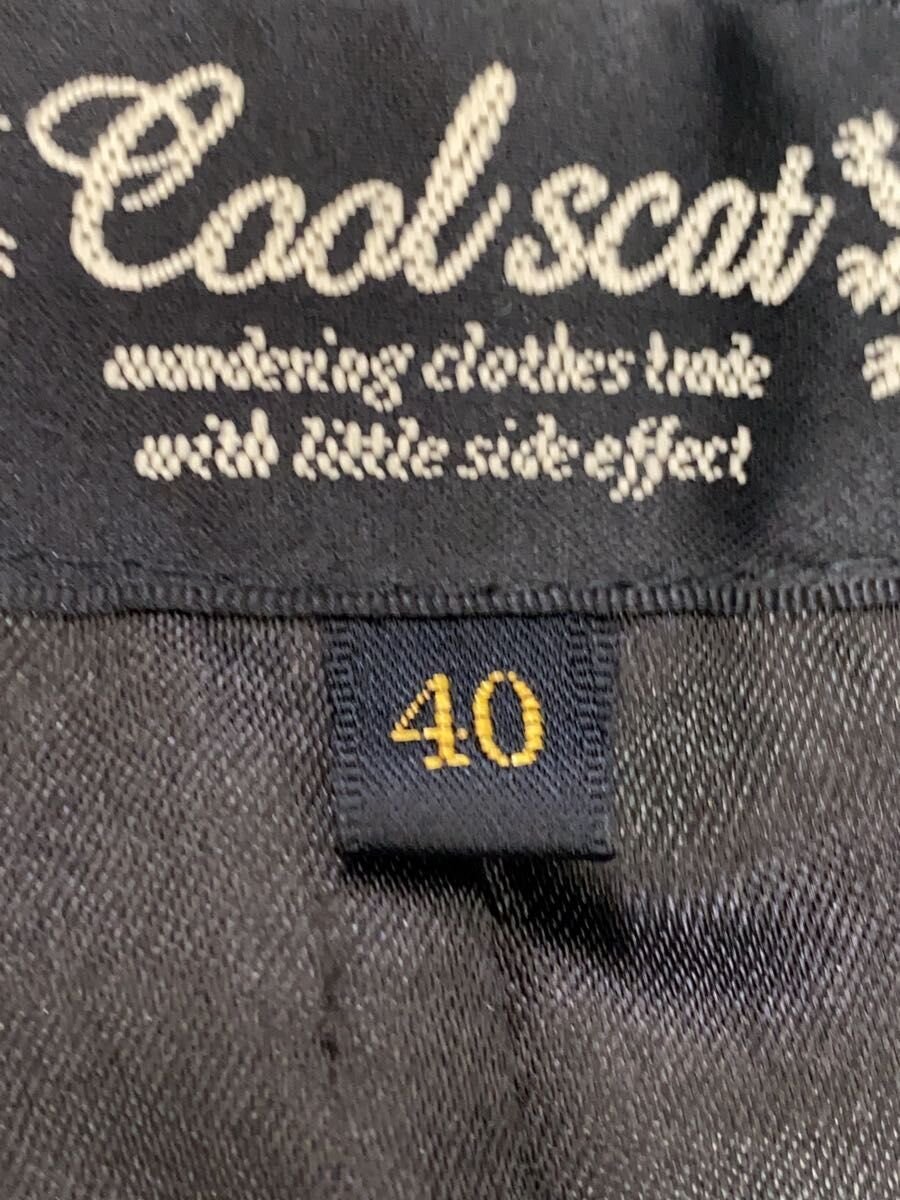 Cool scat
wandering clothes trade
with little side effect
40